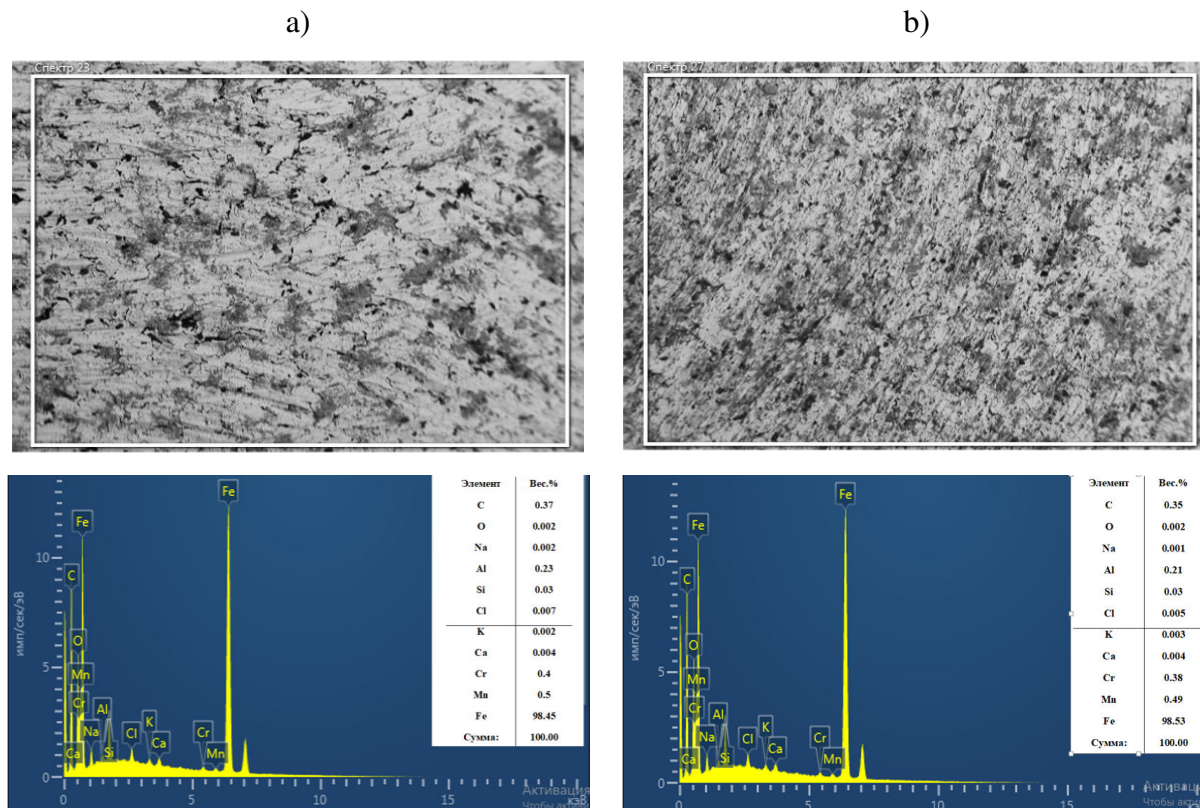 a)
b)
Спектр 23
Спектр 27
Элемент Вес.%
C 0.37
O 0.002
Na 0.002
Al 0.23
Si 0.03
Cl 0.007
K 0.002
Ca 0.004
Cr 0.4
Mn 0.5
Fe 98.45
Сумма: 100.00
Fe
Fe
C
O
Mn
Cr
Ca
Na
Al
Si
Cl
K
Ca
Cr
Mn
10
5
0
имп/сек/эВ
0 5 10 15
кэВ
Активация
Чтобы акти
Элемент Вес.%
C 0.35
O 0.002
Na 0.001
Al 0.21
Si 0.03
Cl 0.005
K 0.003
Ca 0.004
Cr 0.38
Mn 0.49
Fe 98.53
Сумма: 100.00
Fe
Fe
C
O
Mn
Cr
Ca
Na
Al
Si
Cl
K
Ca
Cr
Mn
10
5
0
имп/сек/эВ
0 5 10 15